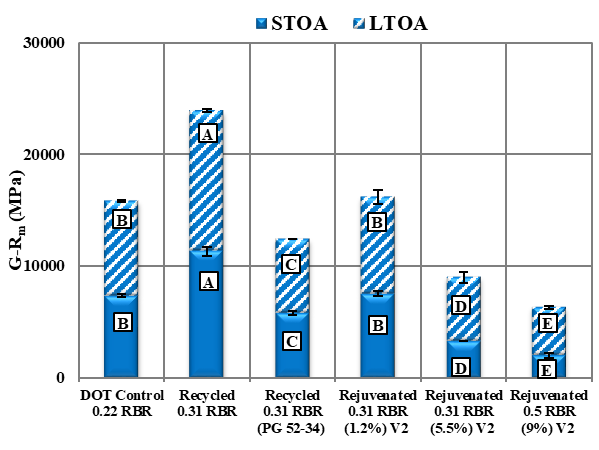 STOA LTOA
30000
20000
10000
0
G-Rm (MPa)
A
B
B
A
C
D
E
B
B
C
D
E
DOT Control
0.22 RBR
Recycled
0.31 RBR
Recycled
0.31 RBR
(PG 52-34)
Rejuvenated
0.31 RBR
(1.2%) V2
Rejuvenated
0.31 RBR
(5.5%) V2
Rejuvenated
0.5 RBR
(9%) V2